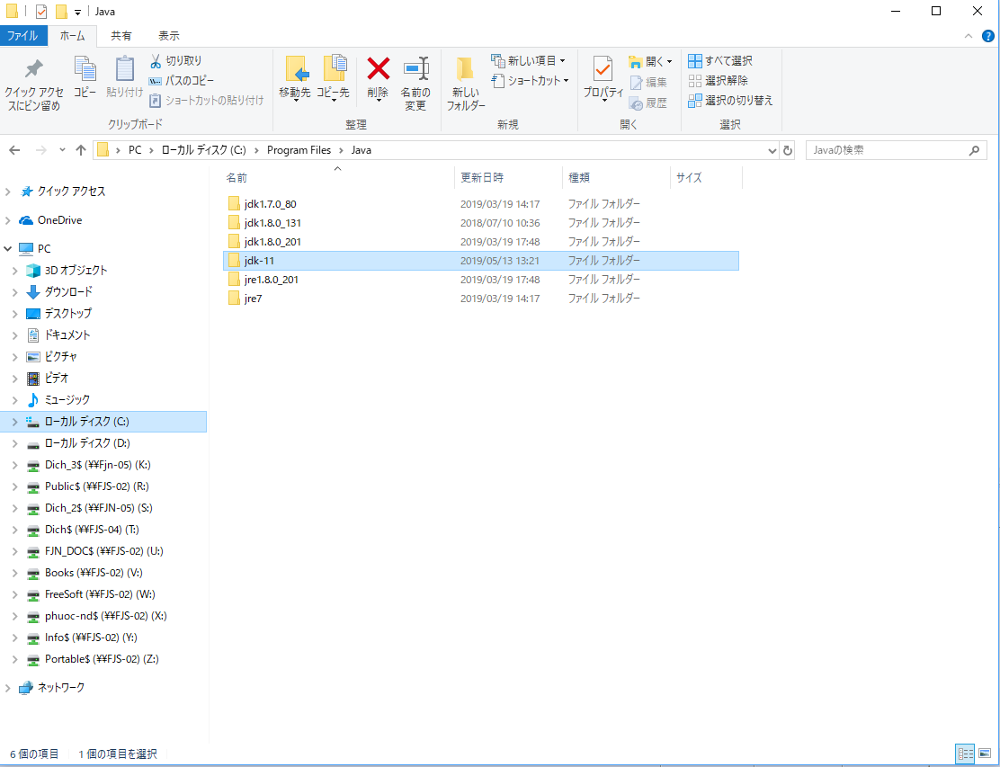 Java
ファイル ホーム 共有 表示
クイック アクセスにピン留め
コピー
貼り付け
切り取り
パスのコピー
ショートカットの貼り付け
クリップボード
移動先
コピー先
削除
名前の変更
整理
新しいフォルダー
新しい項目
ショートカット
新規
プロパティ
開く
編集
履歴
開く
すべて選択
選択解除
選択の切り替え
選択
PC › ローカル ディスク (C:) › Program Files › Java
Javaの検索
名前 更新日時 種類 サイズ
jdk1.7.0_80 2019/03/19 14:17 ファイル フォルダー
jdk1.8.0_131 2018/07/10 10:36 ファイル フォルダー
jdk1.8.0_201 2019/03/19 17:48 ファイル フォルダー
jdk-11 2019/05/13 13:21 ファイル フォルダー
jre1.8.0_201 2019/03/19 17:48 ファイル フォルダー
jre7 2019/03/19 14:17 ファイル フォルダー
クイック アクセス
OneDrive
PC
3D オブジェクト
ダウンロード
デスクトップ
ドキュメント
ピクチャ
ビデオ
ミュージック
ローカル ディスク (C:)
ローカル ディスク (D:)
Dich_3$ (¥¥Fjn-05) (K:)
Public$ (¥¥FJS-02) (R:)
Dich_2$ (¥¥FJN-05) (S:)
Dich$ (¥¥FJS-04) (T:)
FJN_DOC$ (¥¥FJS-02) (U:)
Books (¥¥FJS-02) (V:)
FreeSoft (¥¥FJS-02) (W:)
phuoc-nd$ (¥¥FJS-02) (X:)
Info$ (¥¥FJS-02) (Y:)
Portable$ (¥¥FJS-02) (Z:)
ネットワーク
6 個の項目 1 個の項目を選択